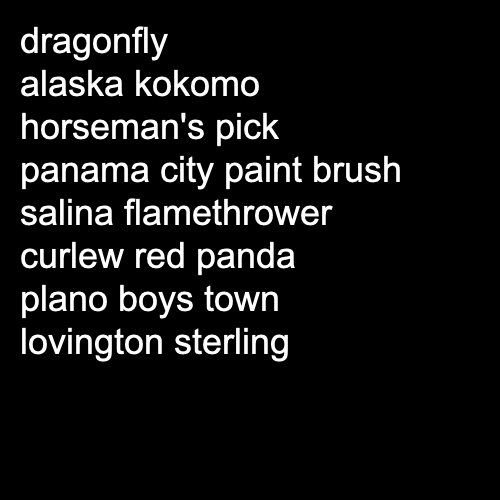 dragonfly
alaska kokomo
horseman's pick
panama city paint brush
salina flamethrower
curlew red panda
plano boys town
lovington sterling